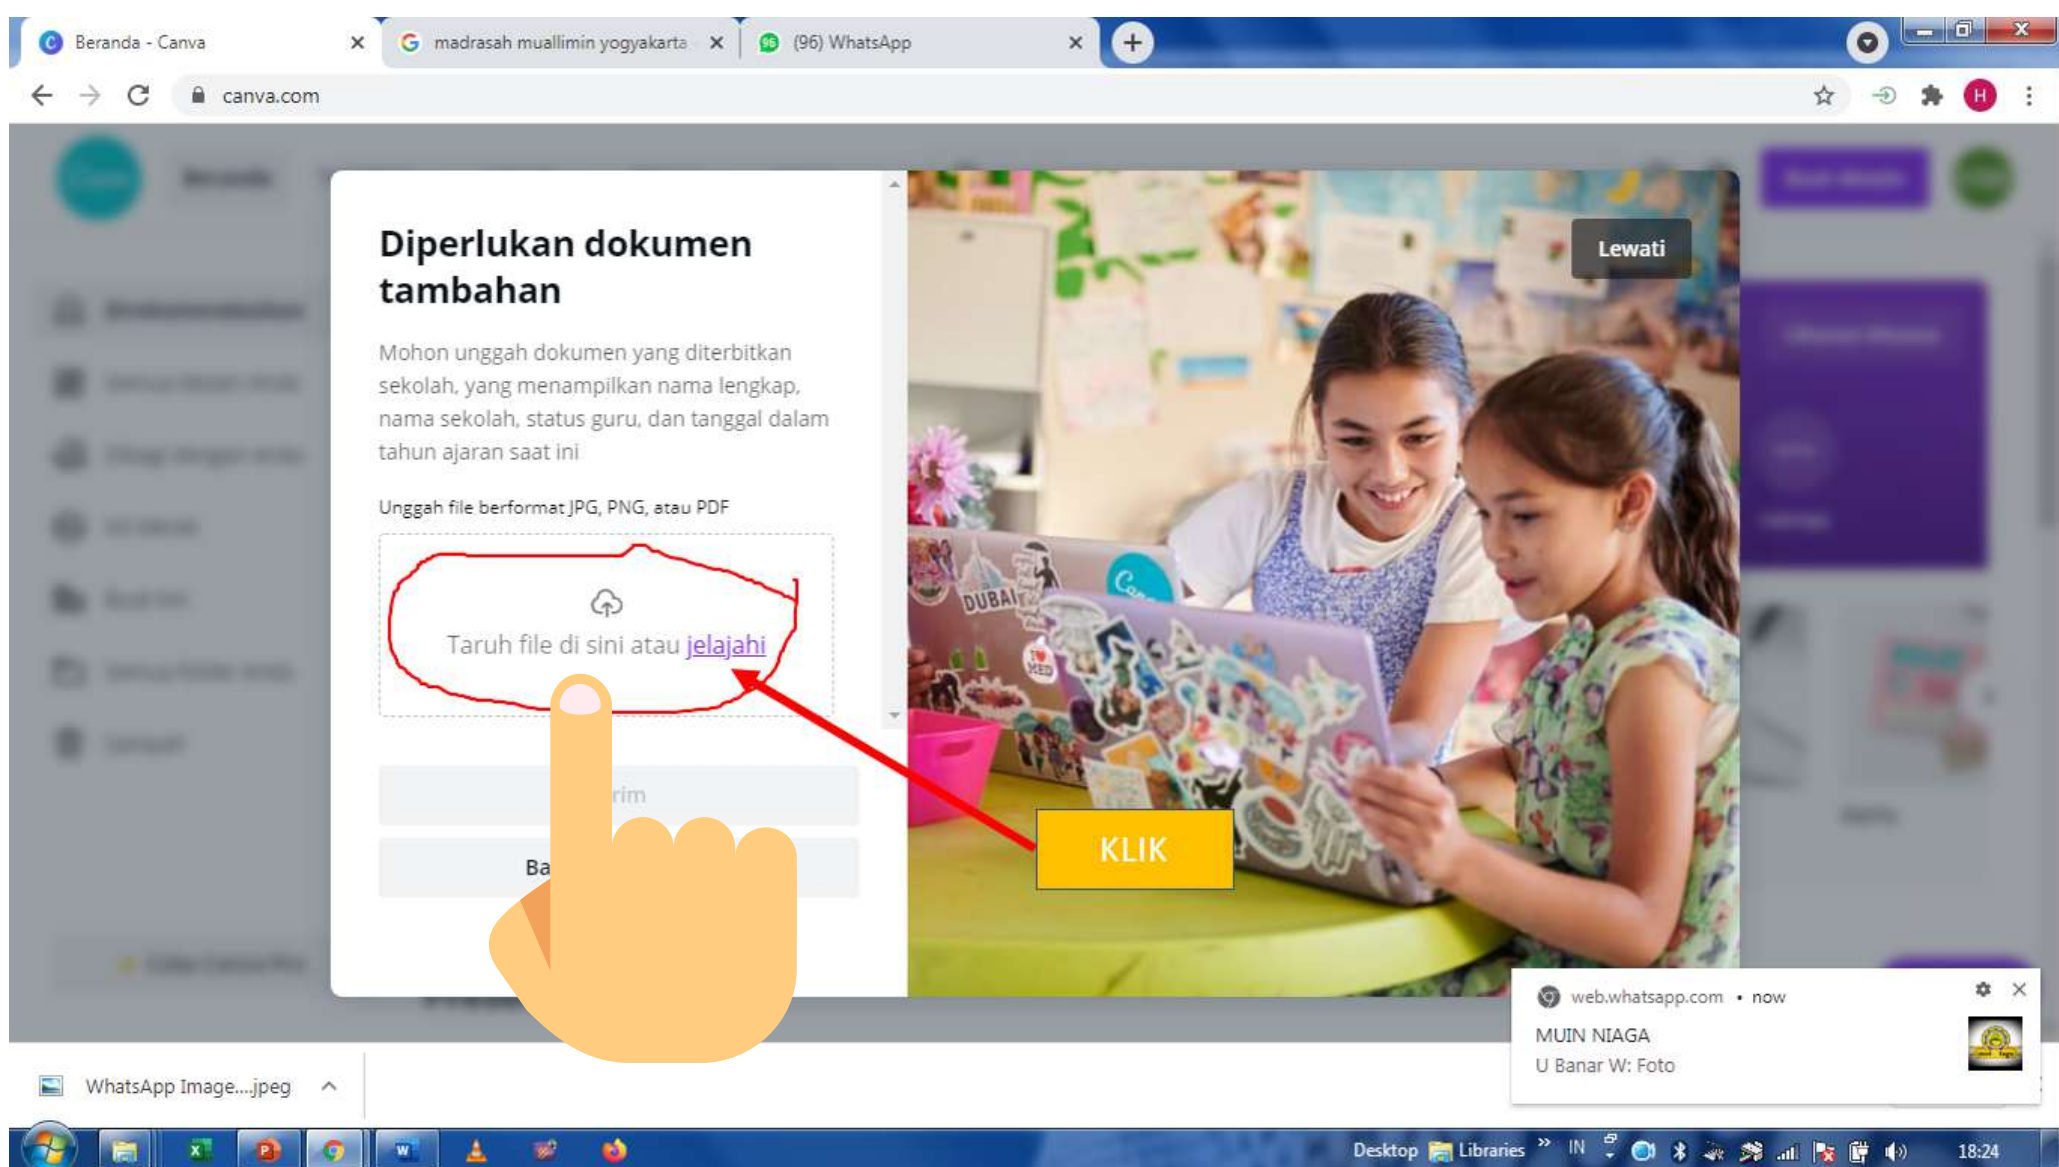 Beranda - Canva
madrasah muallimin yogyakarta
(96) WhatsApp
canva.com
H
Lewati
Diperlukan dokumen
tambahan
Mohon unggah dokumen yang diterbitkan
sekolah, yang menampilkan nama lengkap,
nama sekolah, status guru, dan tanggal dalam
tahun ajaran saat ini
Unggah file berformat JPG, PNG, atau PDF
Taruh file di sini atau jelajahi
DUBAI
MED
KLIK
web.whatsapp.com • now
MUIN NIAGA
U Banar W: Foto
WhatsApp Image....jpeg
Desktop
Libraries
IN
18:24